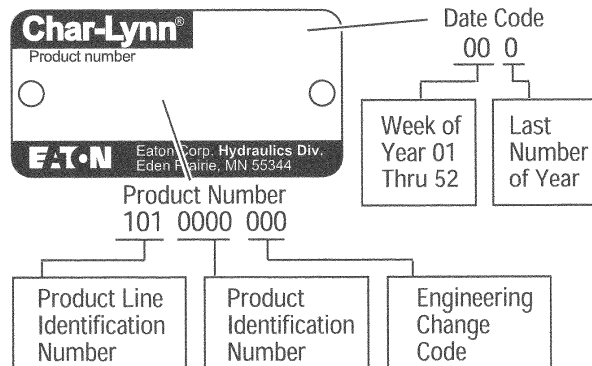 Char-Lynn®
Product number
EATON Eaton Corp. Hydraulics Div.
Eden Prairie, MN 55344
Date Code
00 0
Week of
Year 01
Thru 52
Last
Number
of Year
Product Number
101 0000 000
Product Line
Identification
Number
Product
Identification
Number
Engineering
Change
Code